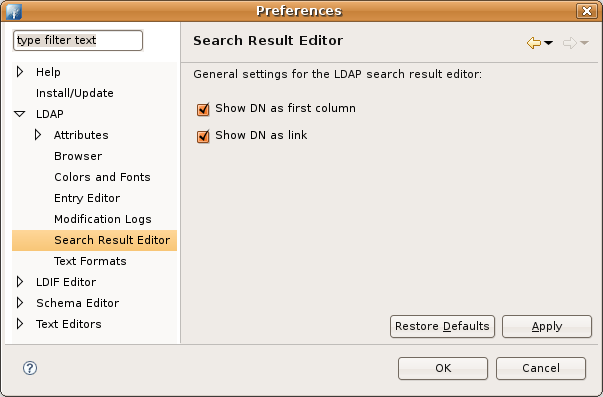 Preferences
type filter text
Help
Install/Update
LDAP
Attributes
Browser
Colors and Fonts
Entry Editor
Modification Logs
Search Result Editor
Text Formats
LDIF Editor
Schema Editor
Text Editors
Search Result Editor
General settings for the LDAP search result editor:
Show DN as first column
Show DN as link
Restore Defaults Apply
? OK Cancel